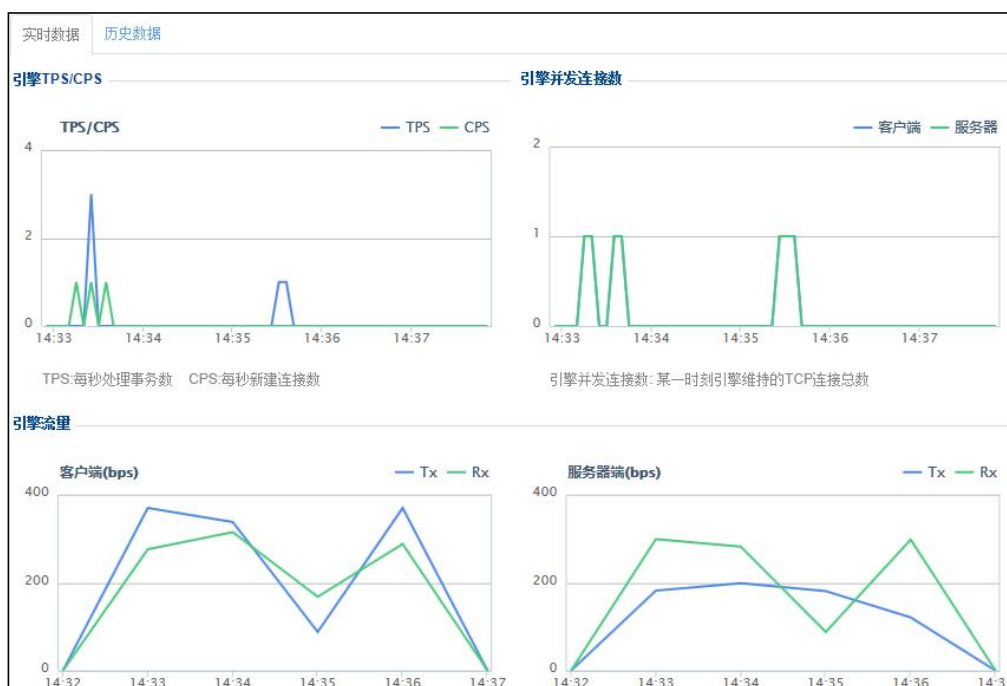 实时数据 历史数据
引擎TPS/CPS
TPS/CPS TPS CPS
4
2
0
14:33 14:34 14:35 14:36 14:37
TPS:每秒处理事务数 CPS:每秒新建连接数
引擎并发连接数
客户端 服务器
2
1
0
14:33 14:34 14:35 14:36 14:37
引擎并发连接数: 某一时刻引擎维持的TCP连接总数
引擎流量
客户端(bps) Tx Rx
400
200
0
14:32 14:33 14:34 14:35 14:36 14:37
服务器端(bps) Tx Rx
400
200
0
14:32 14:33 14:34 14:35 14:36